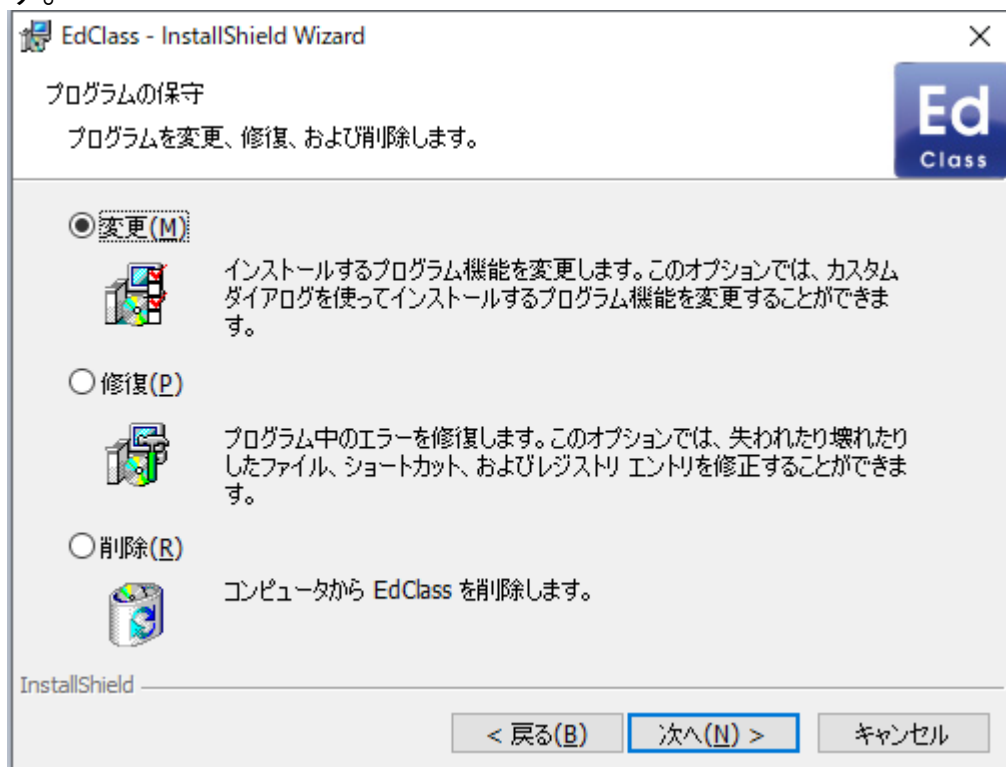 す。
EdClass - InstallShield Wizard
プログラムの保守
プログラムを変更、修復、および削除します。
Ed
Class
変更(M)
インストールするプログラム機能を変更します。このオプションでは、カスタム
ダイアログを使ってインストールするプログラム機能を変更することができま
す。
修復(P)
プログラム中のエラーを修復します。このオプションでは、失われたり壊れたり
したファイル、ショートカット、およびレジストリ エントリを修正することができま
す。
削除(R)
コンピュータから EdClass を削除します。
InstallShield
< 戻る(B) 次へ(N) > キャンセル